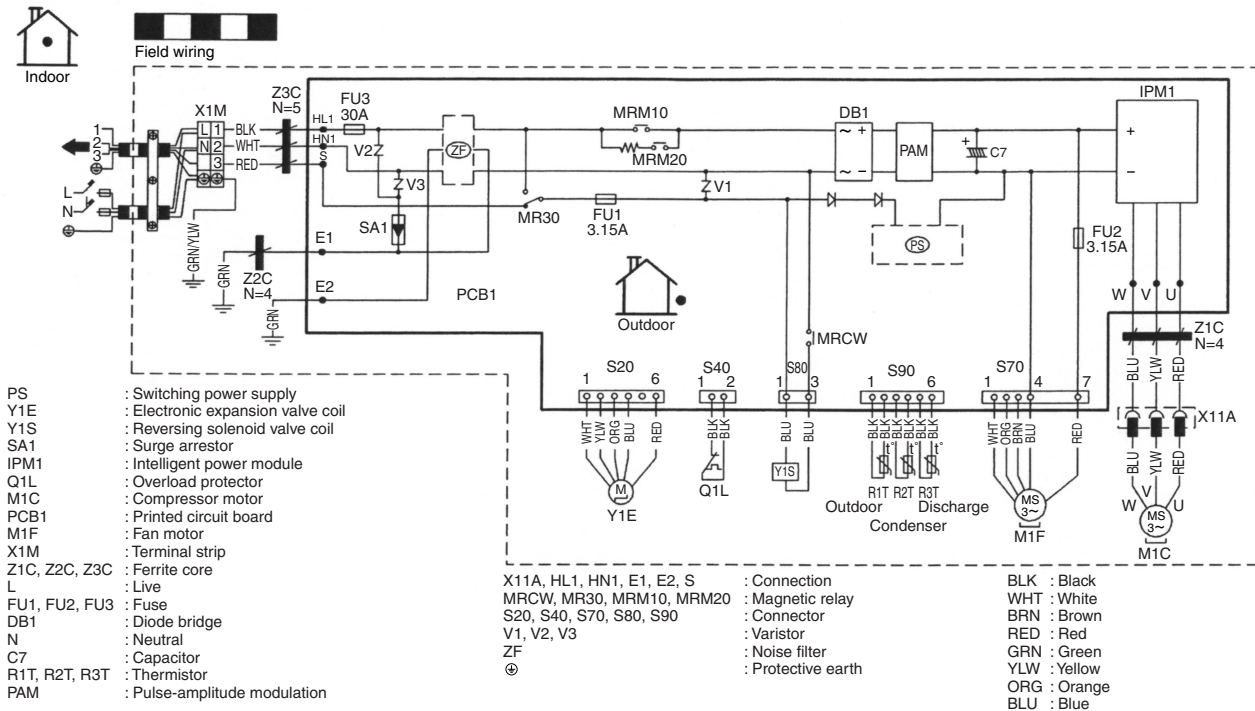 Indoor
Field wiring
X1M
Z3C
N=5
HL1
FU3
30A
HN1
S
L 1
N 2
3
BLK
WHT
RED
1
2
3
L
N
V2
V3
ZF
SA1
E1
E2
GRN/YLW
GRN
Z2C
N=4
GRN
PCB1
MRM10
MRM20
MR30
FU1
3.15A
V1
DB1
~ +
~ −
PAM
+
C7
PS
IPM1
+
−
FU2
3.15A
W V U
Outdoor
MRCW
Z1C
N=4
BLU
YLW
RED
X11A
BLU
YLW
RED
W V U
MS
3~
M1C
S20
1 6
WHT
YLW
ORG
BLU
RED
M
Y1E
S40
1 2
BLK
BLK
Q1L
S80
1 3
BLU
BLU
Y1S
S90
1 6
BLK
BLK
BLK
BLK
t°
t°
t°
R1T R2T R3T
Outdoor Discharge
Condenser
S70
1 4 7
WHT
ORG
BRN
BLU
RED
MS
3~
M1F
PS : Switching power supply
Y1E : Electronic expansion valve coil
Y1S : Reversing solenoid valve coil
SA1 : Surge arrestor
IPM1 : Intelligent power module
Q1L : Overload protector
M1C : Compressor motor
PCB1 : Printed circuit board
M1F : Fan motor
X1M : Terminal strip
Z1C, Z2C, Z3C : Ferrite core
L : Live
FU1, FU2, FU3 : Fuse
DB1 : Diode bridge
N : Neutral
C7 : Capacitor
R1T, R2T, R3T : Thermistor
PAM : Pulse-amplitude modulation
X11A, HL1, HN1, E1, E2, S : Connection
MRCW, MR30, MRM10, MRM20 : Magnetic relay
S20, S40, S70, S80, S90 : Connector
V1, V2, V3 : Varistor
ZF : Noise filter
: Protective earth
BLK : Black
WHT : White
BRN : Brown
RED : Red
GRN : Green
YLW : Yellow
ORG : Orange
BLU : Blue